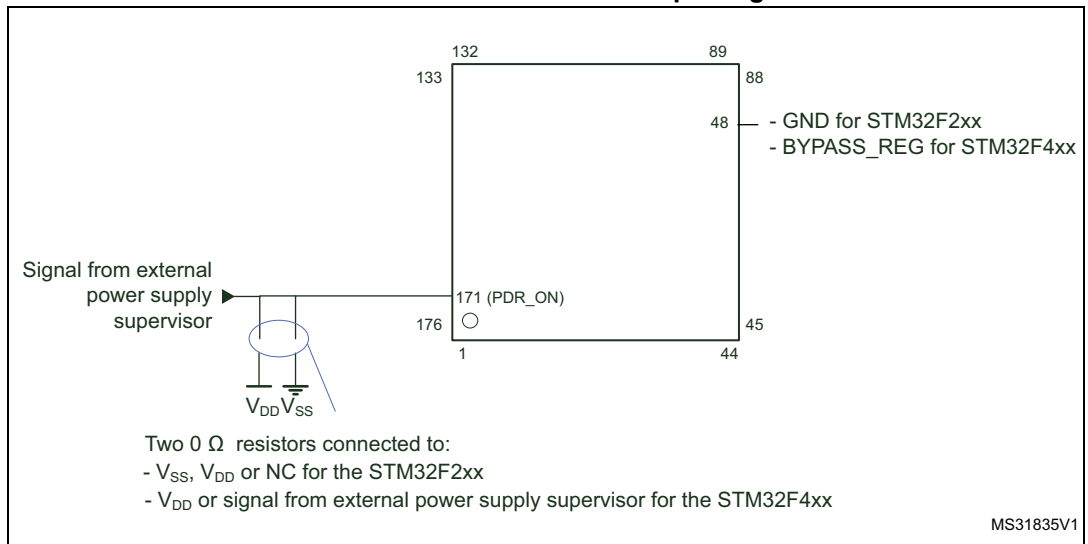 132
89
133
88
48
- GND for STM32F2xx
- BYPASS_REG for STM32F4xx
Signal from external
power supply
supervisor
171 (PDR_ON)
176
45
1
44
VDD VSS
Two 0 Ω resistors connected to:
- VSS, VDD or NC for the STM32F2xx
- VDD or signal from external power supply supervisor for the STM32F4xx
MS31835V1